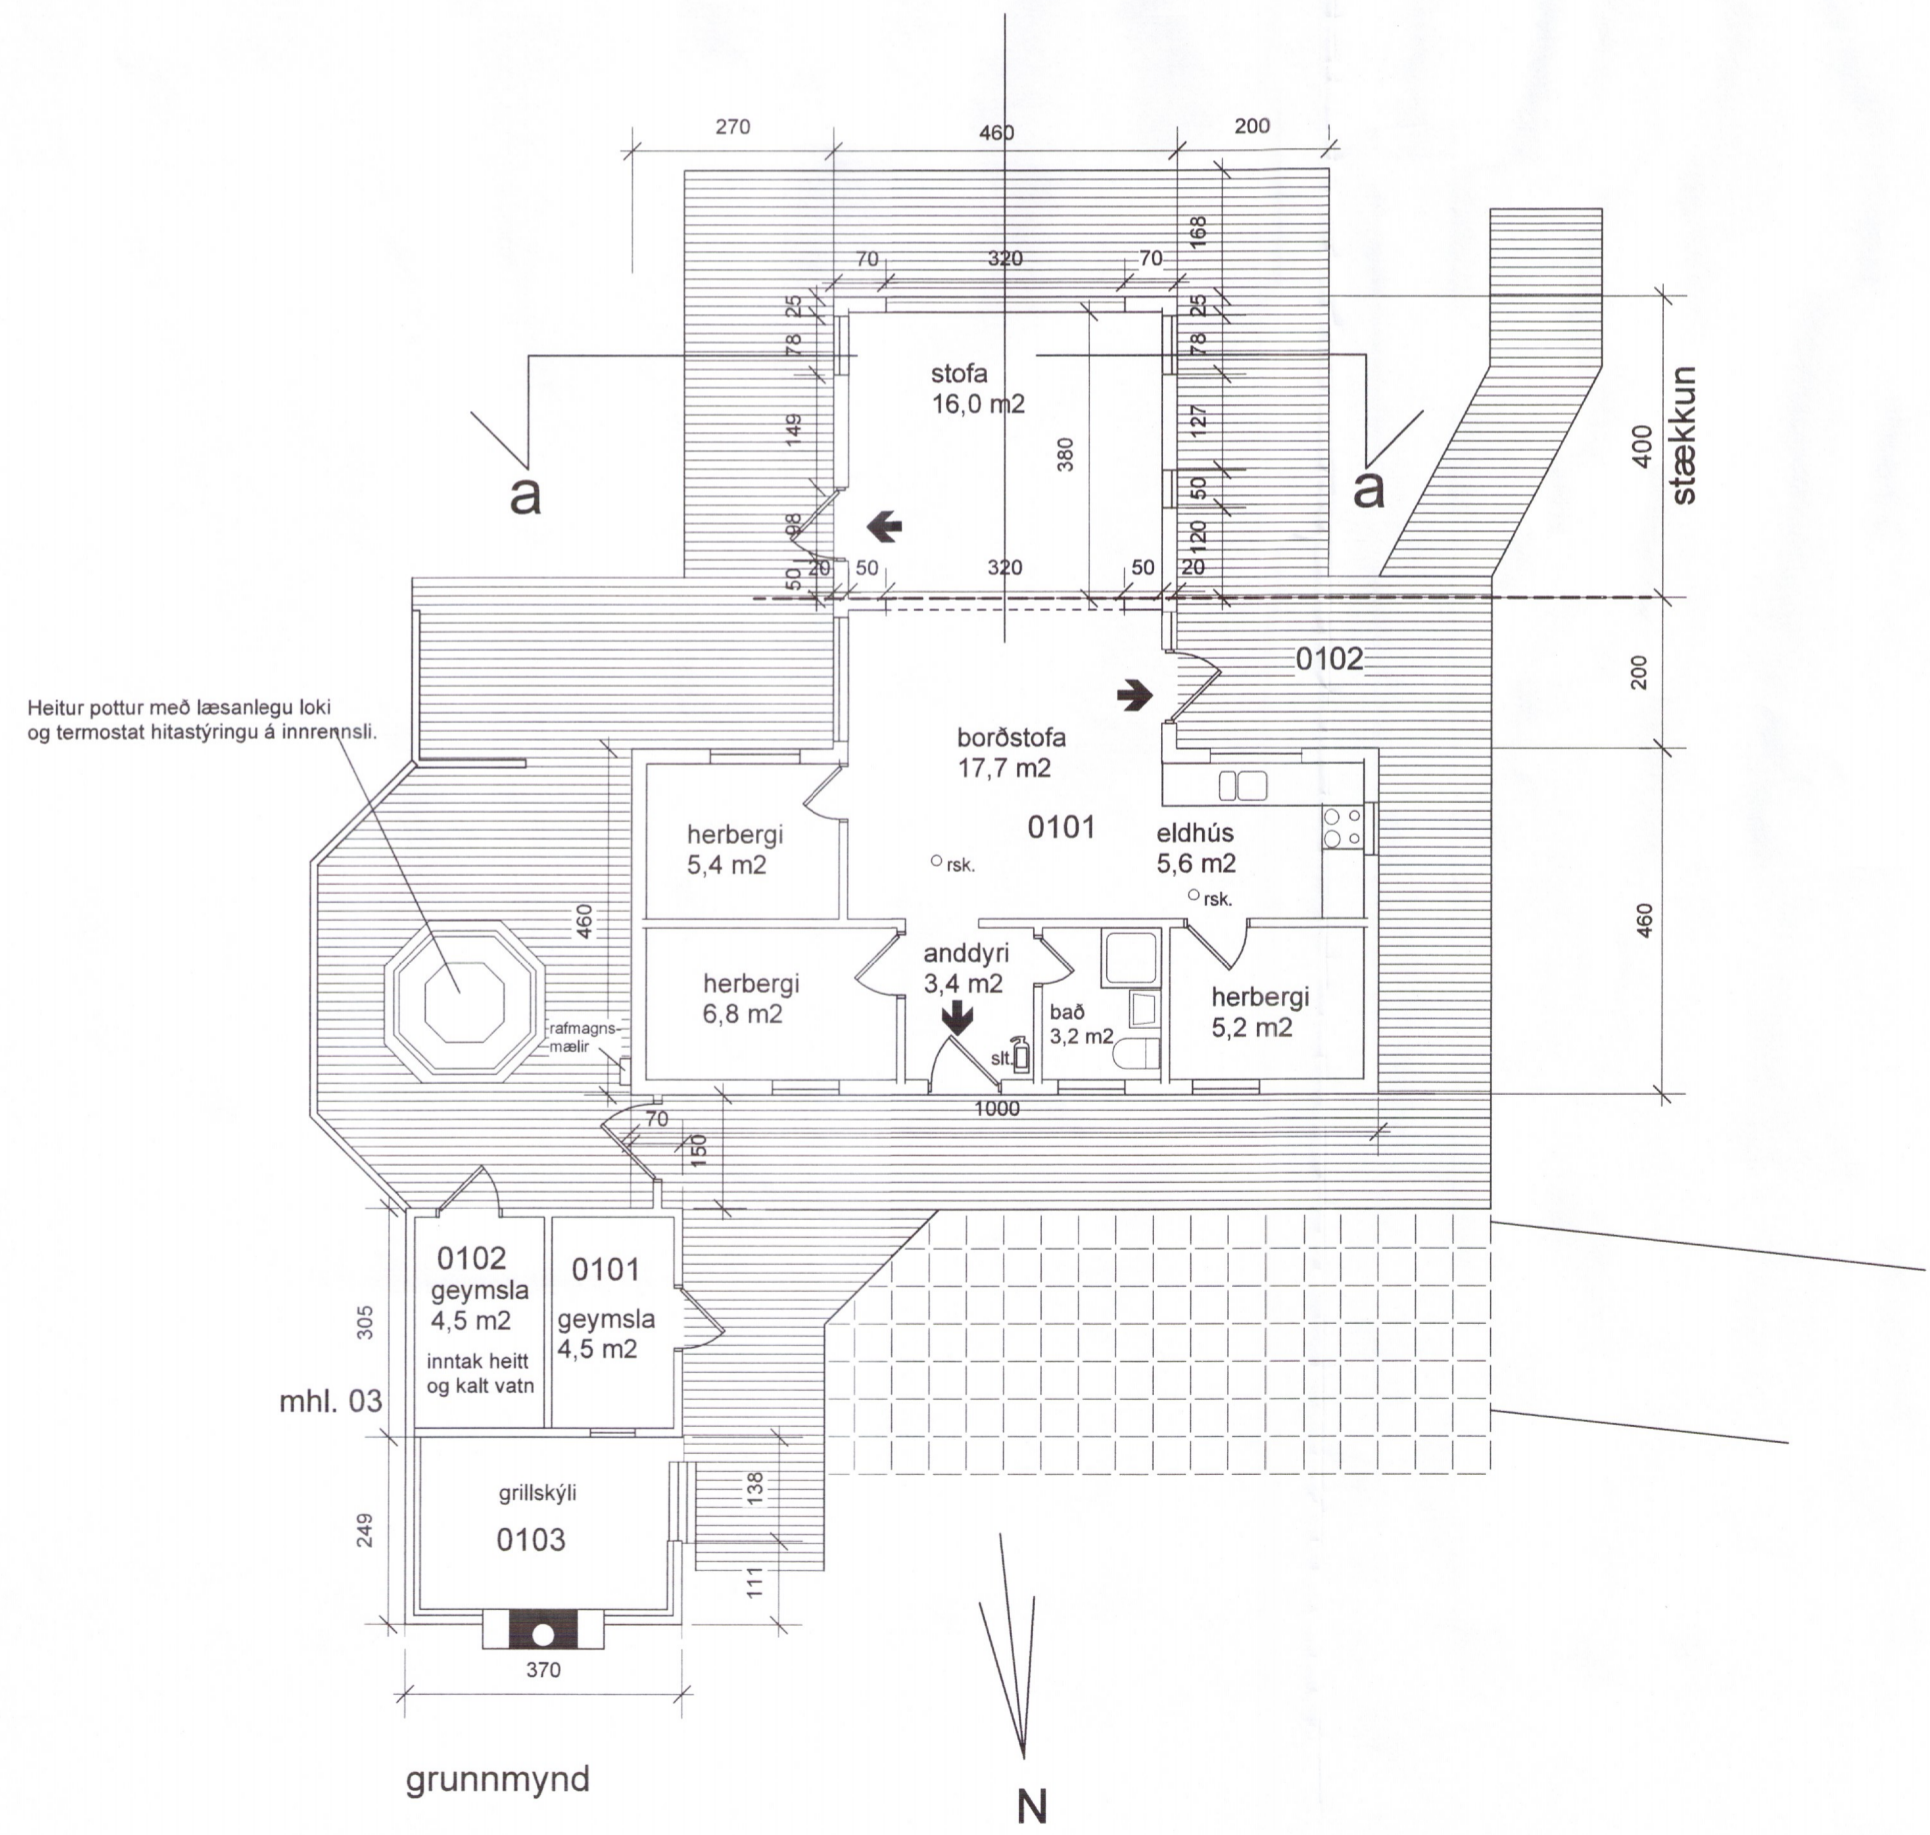 270
460
200
168
70
320
70
25
25
78
78
stofa
16,0 m2
149
127
380
400
stækkun
a
a
50
98
120
50
20
50
320
50
20
0102
200
Heitur pottur með læsanlegu loki
og termostat hitastýringu á innrennsli.
borðstofa
17,7 m2
0101
herbergi
5,4 m2
eldhús
5,6 m2
rsk.
rsk.
460
460
anddyri
3,4 m2
herbergi
6,8 m2
herbergi
5,2 m2
bað
3,2 m2
rafmagns-
mælir
slt.
1000
70
150
0102
geymsla
4,5 m2
inntak heitt
og kalt vatn
0101
geymsla
4,5 m2
305
mhl. 03
grillskýli
0103
138
249
111
370
grunnmynd
N